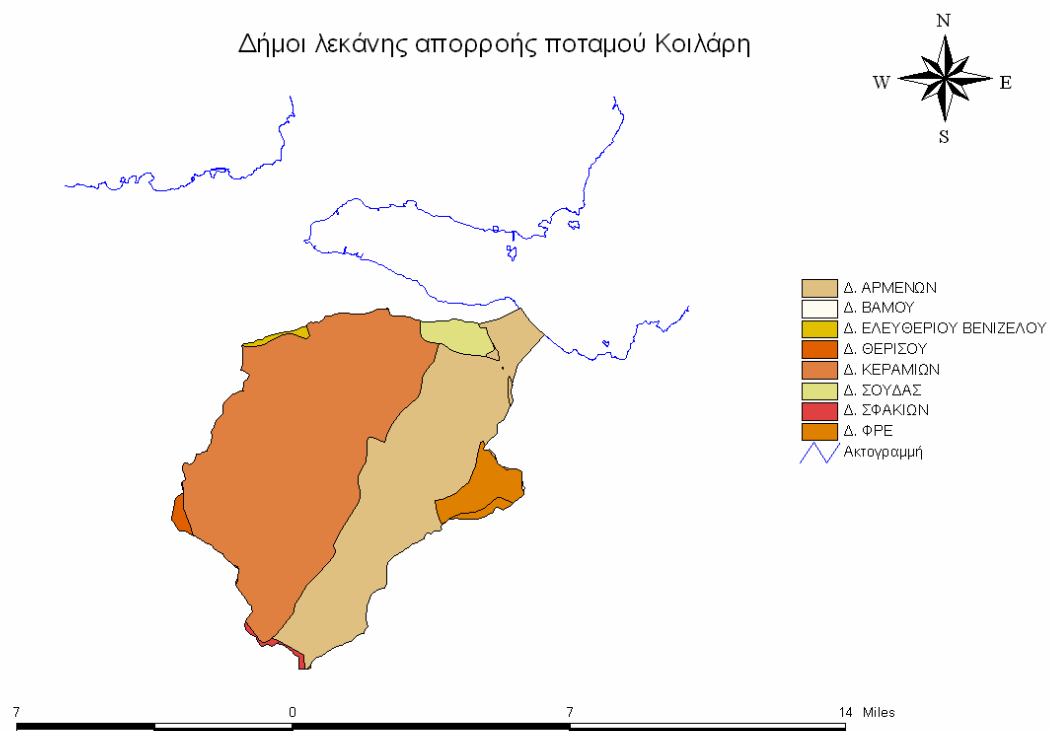 Δήμοι λεκάνης απορροής ποταμού Κοιλάρη
N
W E
S
Δ. ΑΡΜΕΝΩΝ
Δ. ΒΑΜΟΥ
Δ. ΕΛΕΥΘΕΡΙΟΥ ΒΕΝΙΖΕΛΟΥ
Δ. ΘΕΡΙΣΟΥ
Δ. ΚΕΡΑΜΙΩΝ
Δ. ΣΟΥΔΑΣ
Δ. ΣΦΑΚΙΩΝ
Δ. ΦΡΕ
Ακτογραμμή
7 0 7 14 Miles